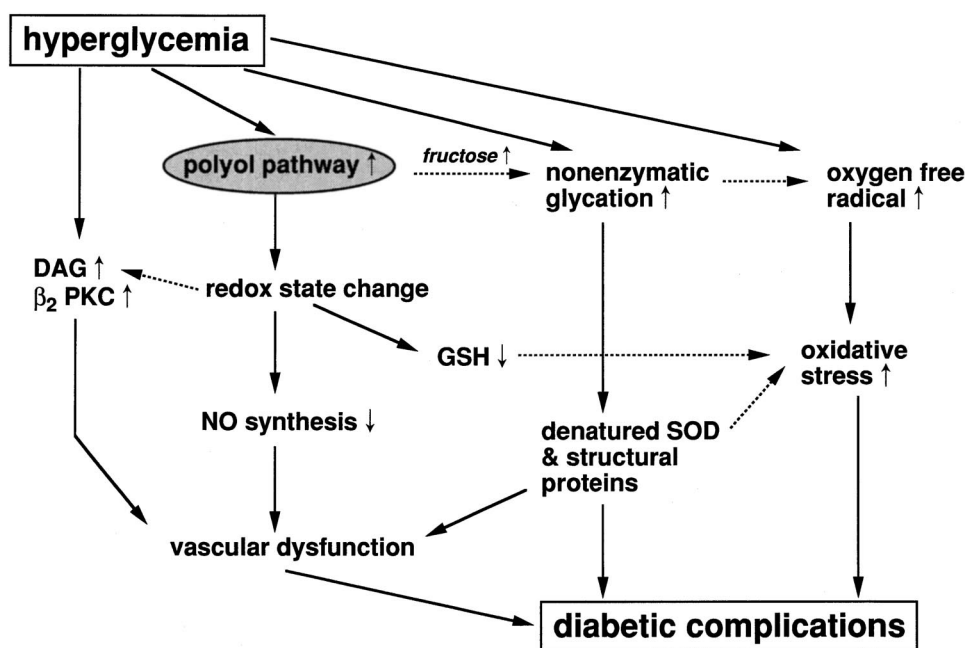 hyperglycemia
polyol pathway ↑
fructose ↑
nonenzymatic
glycation ↑
oxygen free
radical ↑
DAG ↑
β₂ PKC ↑
redox state change
GSH ↓
oxidative
stress ↑
NO synthesis ↓
denatured SOD
& structural
proteins
vascular dysfunction
diabetic complications